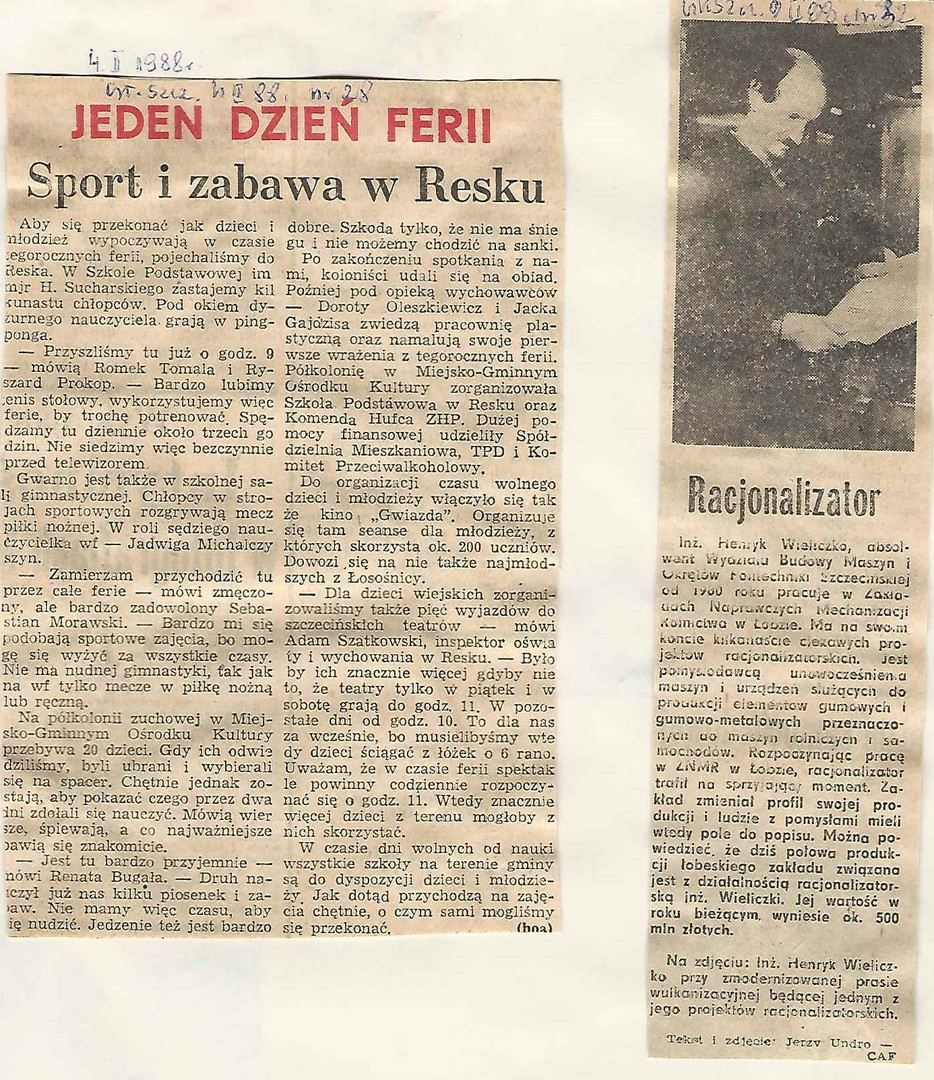 4 II 1988r.
nr 28
JEDEN DZIEŃ FERII
Sport i zabawa w Resku
Aby się przekonać jak dzieci i
młodzież wypoczywają w czasie
tegorocznych ferii, pojechaliśmy do
Reska. W Szkole Podstawowej im
mjr H. Sucharskiego zastajemy kil
kunastu chłopców. Pod okiem dy-
żurnego nauczyciela grają w ping-
ponga.
— Przyszliśmy tu już o godz. 9
— mówią Romek Tomala i Ry-
szard Prokop. — Bardzo lubimy
tenis stołowy, wykorzystujemy więc
ferie, by trochę potrenować. Spę-
dzamy tu dziennie około trzech go
dzin. Nie siedzimy więc bezczynnie
przed telewizorem.
Gwarno jest także w szkolnej sa-
li gimnastycznej. Chłopcy w stro-
jach sportowych rozgrywają mecz
piłki nożnej. W roli sędziego nau-
czycielka wf — Jadwiga Michalczy
szyn.
— Zamierzam przychodzić tu
przez całe ferie — mówi zmęczo-
ny, ale bardzo zadowolony Seba-
stian Morawski. — Bardzo mi się
podobają sportowe zajęcia, bo mo-
gę się wyżyć za wszystkie czasy.
Nie ma nudnej gimnastyki, tak jak
na wf tylko mecze w piłkę nożną
lub ręczną.
Na półkolonii zuchowej w Miej-
sko-Gminnym Ośrodku Kultury
przebywa 20 dzieci. Gdy ich odwie
dziliśmy, byli ubrani i wybierali
się na spacer. Chętnie jednak zo-
stają, aby pokazać czego przez dwa
dni zdołali się nauczyć. Mówią wier
sze, śpiewają, a co najważniejsze
bawią się znakomicie.
— Jest tu bardzo przyjemnie —
mówi Renata Bugała. — Druh na-
uczył już nas kilku piosenek i za-
baw. Nie mamy więc czasu, aby
się nudzić. Jedzenie też jest bardzo
dobre. Szkoda tylko, że nie ma śnie
gu i nie możemy chodzić na sanki.
Po zakończeniu spotkania z na-
mi, koloniści udali się na obiad.
Później pod opieką wychowawców
— Doroty Oleszkiewicz i Jacka
Gajdzisa zwiedzą pracownię pla-
styczną oraz namalują swoje pier-
wsze wrażenia z tegorocznych ferii.
Półkolonię w Miejsko-Gminnym
Ośrodku Kultury zorganizowała
Szkoła Podstawowa w Resku oraz
Komenda Hufca ZHP. Dużej po-
mocy finansowej udzieliły Spół-
dzielnia Mieszkaniowa, TPD i Ko-
mitet Przeciwalkoholowy.
Do organizacji czasu wolnego
dzieci i młodzieży włączyło się tak
że kino „Gwiazda”. Organizuje
się tam seanse dla młodzieży, z
których skorzysta ok. 200 uczniów.
Dowozi się na nie także najmłod-
szych z Łosośnicy.
— Dla dzieci wiejskich zorgani-
zowaliśmy także pięć wyjazdów do
szczecińskich teatrów — mówi
Adam Szatkowski, inspektor oświa
ty i wychowania w Resku. — Było
by ich znacznie więcej gdyby nie
to, że teatry tylko w piątek i w
sobotę grają do godz. 11. W pozo-
stałe dni od godz. 10. To dla nas
za wcześnie, bo musielibyśmy wte
dy dzieci ściągać z łóżek o 6 rano.
Uważam, że w czasie ferii spektak
le powinny codziennie rozpoczy-
nać się o godz. 11. Wtedy znacznie
więcej dzieci z terenu mogłoby z
nich skorzystać.
W czasie dni wolnych od nauki
wszystkie szkoły na terenie gminy
są do dyspozycji dzieci i młodzie-
ży. Jak dotąd przychodzą na zaję-
cia chętnie, o czym sami mogliśmy
się przekonać.
(hoa)
Racjonalizator
Inż. Henryk Wieliczko, absol-
went Wydziału Budowy Maszyn i
Okrętów Politechniki Szczecińskiej
od 1960 roku pracuje w Zakła-
dach Naprawczych Mechanizacji
Rolnictwa w Łobzie. Ma na swoim
koncie kilkanaście ciekawych pro-
jektów racjonalizatorskich. Jest
pomysłodawcą unowocześnienia
maszyn i urządzeń służących do
produkcji elementów gumowych i
gumowo-metalowych przeznaczo-
nych do maszyn rolniczych i sa-
mochodów. Rozpoczynając pracę
w ZNMR w Łobzie, racjonalizator
trafił na sprzyjający moment. Za-
kład zmieniał profil swojej pro-
dukcji i ludzie z pomysłami mieli
wtedy pole do popisu. Można po-
wiedzieć, że dziś połowa produk-
cji łobeskiego zakładu związana
jest z działalnością racjonalizator-
ską inż. Wieliczki. Jej wartość w
roku bieżącym, wyniesie ok. 500
mln złotych.
Na zdjęciu: Inż. Henryk Wielicz-
ko przy zmodernizowanej prasie
wulkanizacyjnej będącej jednym z
jego projektów racjonalizatorskich.
Tekst i zdjęcie: Jerzy Undro —
CAF